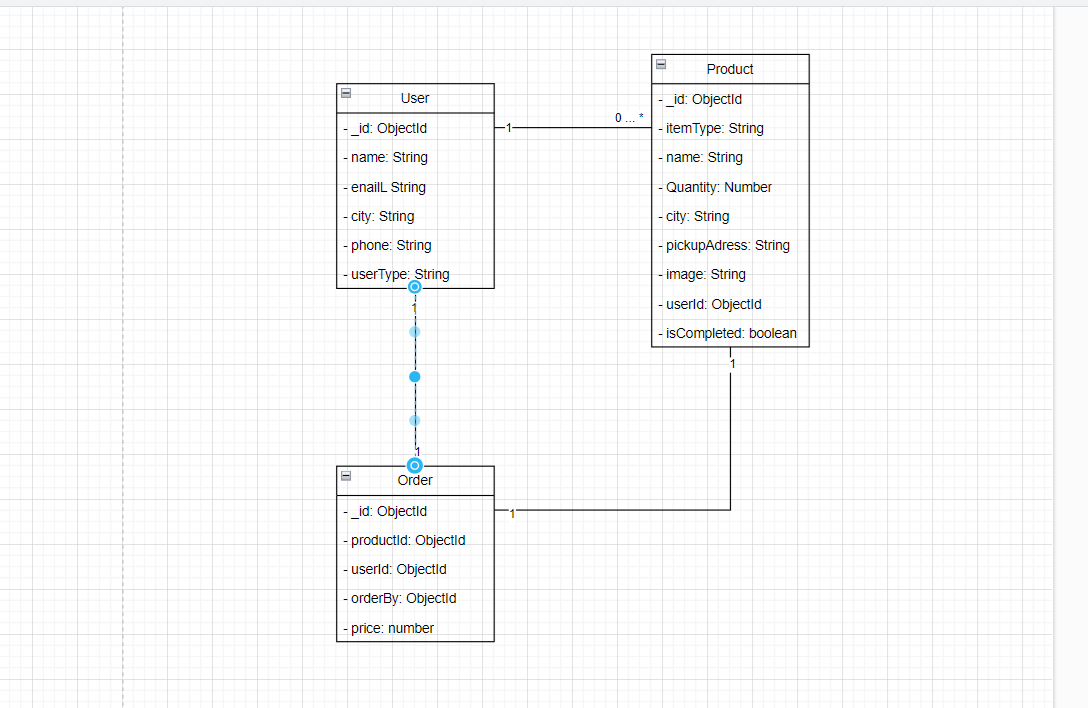 User
- _id: ObjectId
- name: String
- enailL String
- city: String
- phone: String
- userType: String
1
0 ... *
Product
- _id: ObjectId
- itemType: String
- name: String
- Quantity: Number
- city: String
- pickupAdress: String
- image: String
- userId: ObjectId
- isCompleted: boolean
1
1
1
1
Order
- _id: ObjectId
- productId: ObjectId
- userId: ObjectId
- orderBy: ObjectId
- price: number